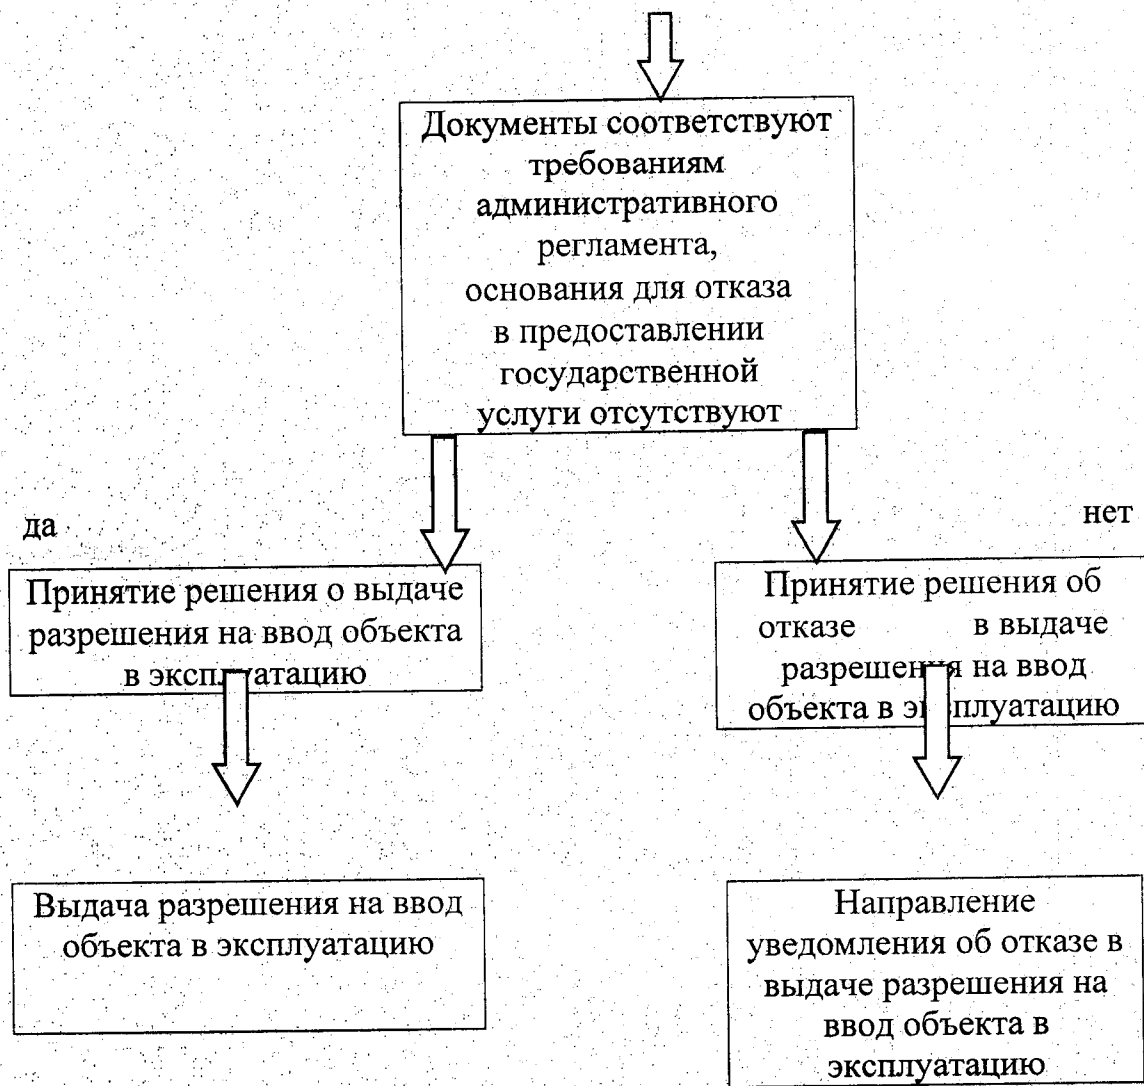 Документы соответствуют
требованиям
административного
регламента,
основания для отказа
в предоставлении
государственной
услуги отсутствуют
да
нет
Принятие решения о выдаче
разрешения на ввод объекта
в эксплуатацию
Принятие решения об
отказе в выдаче
разрешения на ввод
объекта в эксплуатацию
Выдача разрешения на ввод
объекта в эксплуатацию
Направление
уведомления об отказе в
выдаче разрешения на
ввод объекта в
эксплуатацию